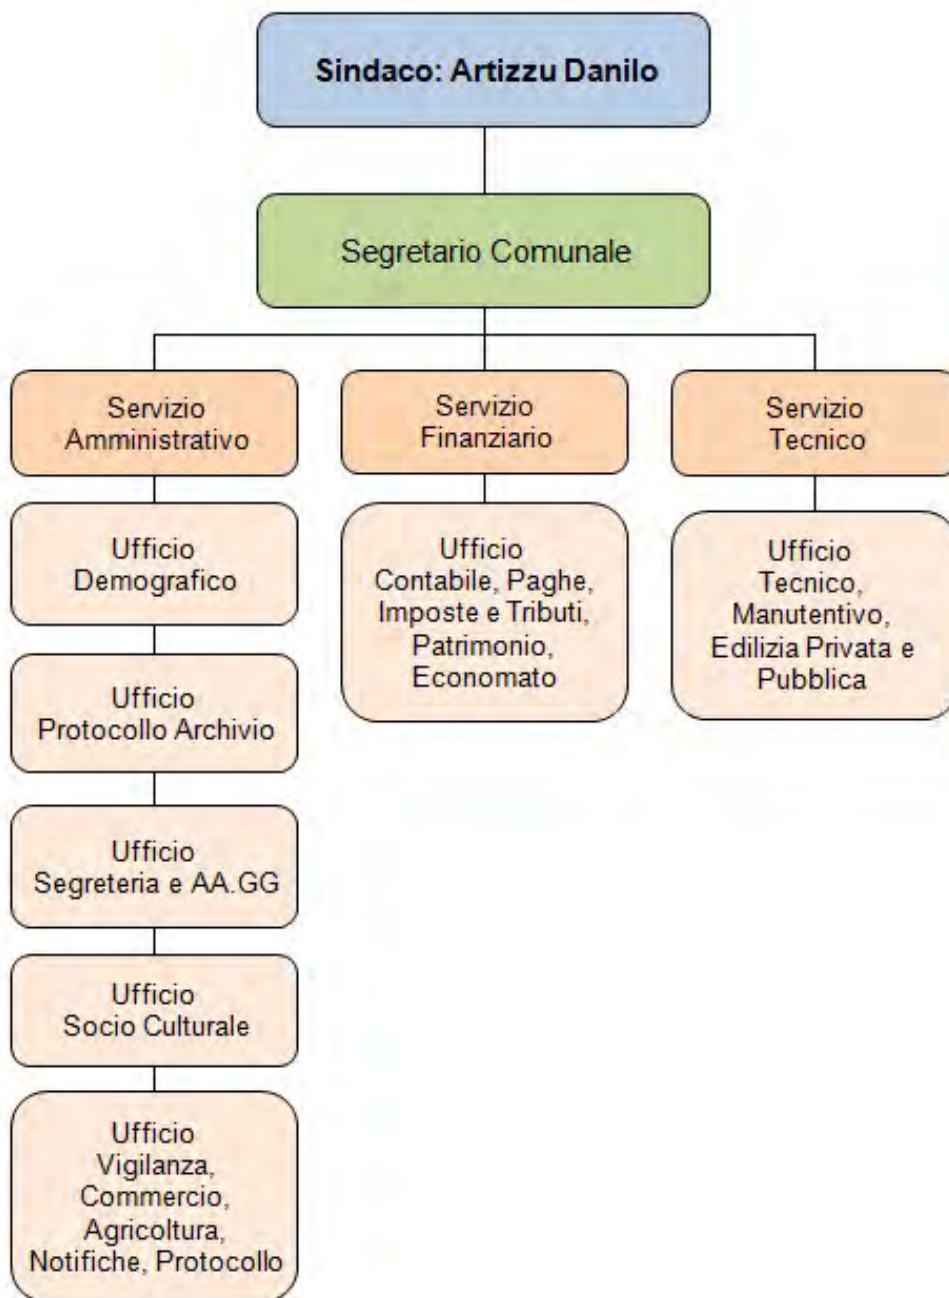 Sindaco: Artizzu Danilo
Segretario Comunale
Servizio
Amministrativo
Servizio
Finanziario
Servizio
Tecnico
Ufficio
Demografico
Ufficio
Protocollo Archivio
Ufficio
Segreteria e AA.GG
Ufficio
Socio Culturale
Ufficio
Vigilanza,
Commercio,
Agricoltura,
Notifiche, Protocollo
Ufficio
Contabile, Paghe,
Imposte e Tributi,
Patrimonio,
Economato
Ufficio
Tecnico,
Manutentivo,
Edilizia Privata e
Pubblica